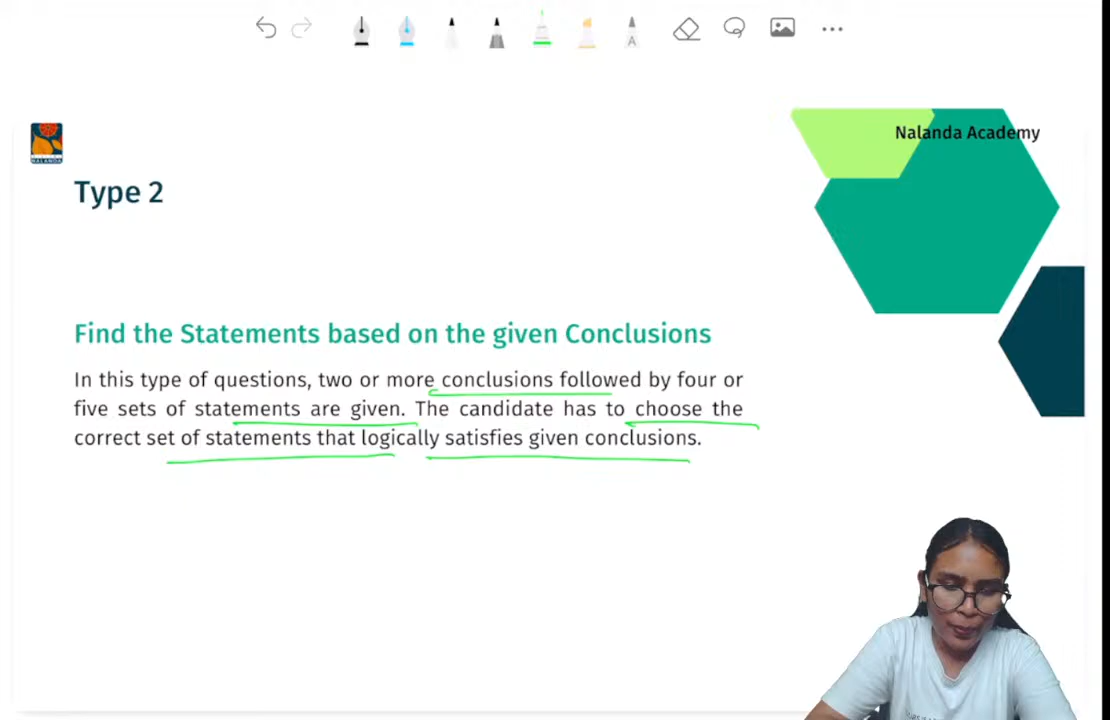 Nalanda Academy
Type 2
Find the Statements based on the given Conclusions
In this type of questions, two or more conclusions followed by four or
five sets of statements are given. The candidate has to choose the
correct set of statements that logically satisfies given conclusions.